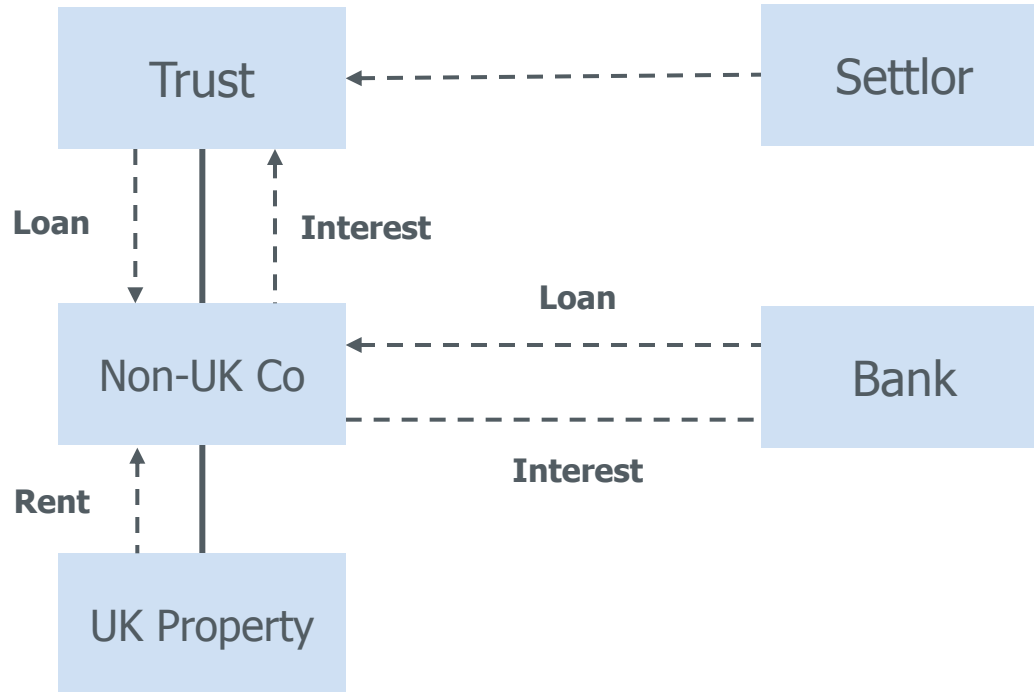 Trust
Settlor
Loan
Interest
Loan
Non-UK Co
Bank
Interest
Rent
UK Property